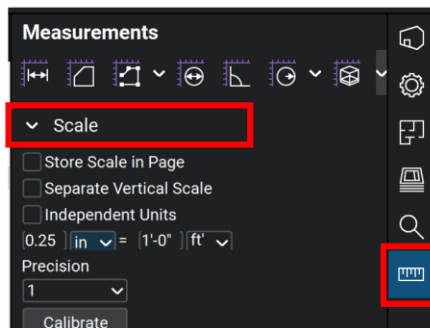 Measurements
Scale
Store Scale in Page
Separate Vertical Scale
Independent Units
0.25 in = 1'-0" ft'
Precision
1
Calibrate